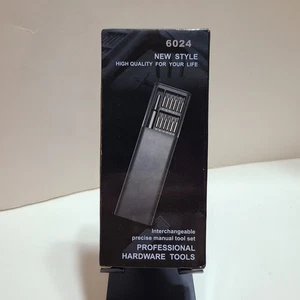 6024
NEW STYLE
HIGH QUALITY FOR YOUR LIFE
Interchangeable
precise manual tool set
PROFESSIONAL
HARDWARE TOOLS